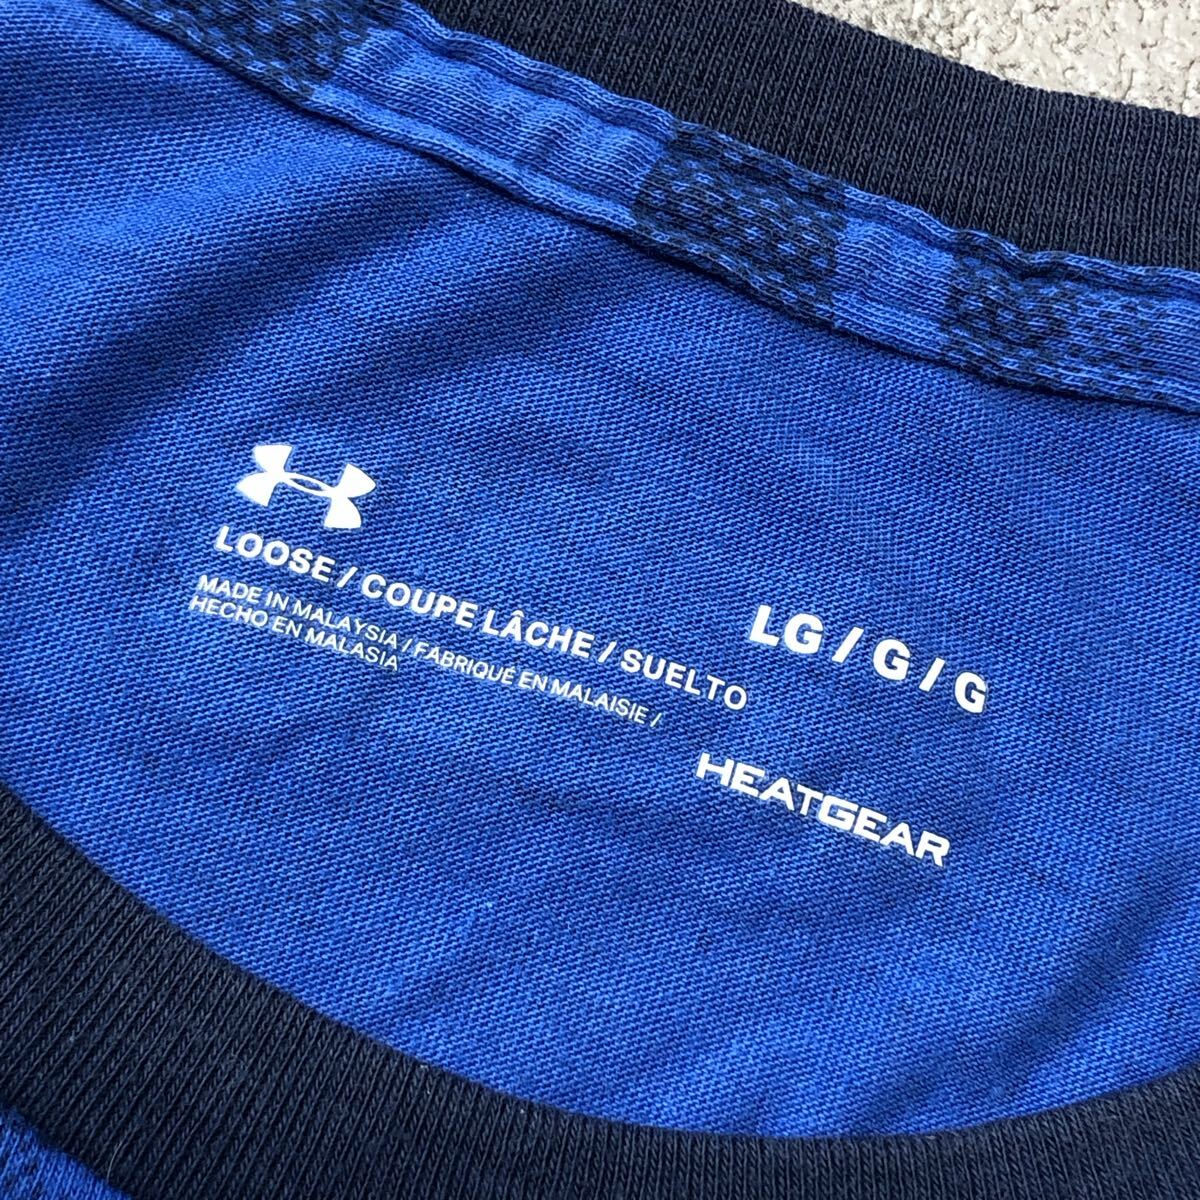 LOOSE / COUPE LÂCHE / SUELTO
LG / G / G
MADE IN MALAYSIA / FABRIQUÉ EN MALAISIE /
HECHO EN MALASIA
HEATGEAR